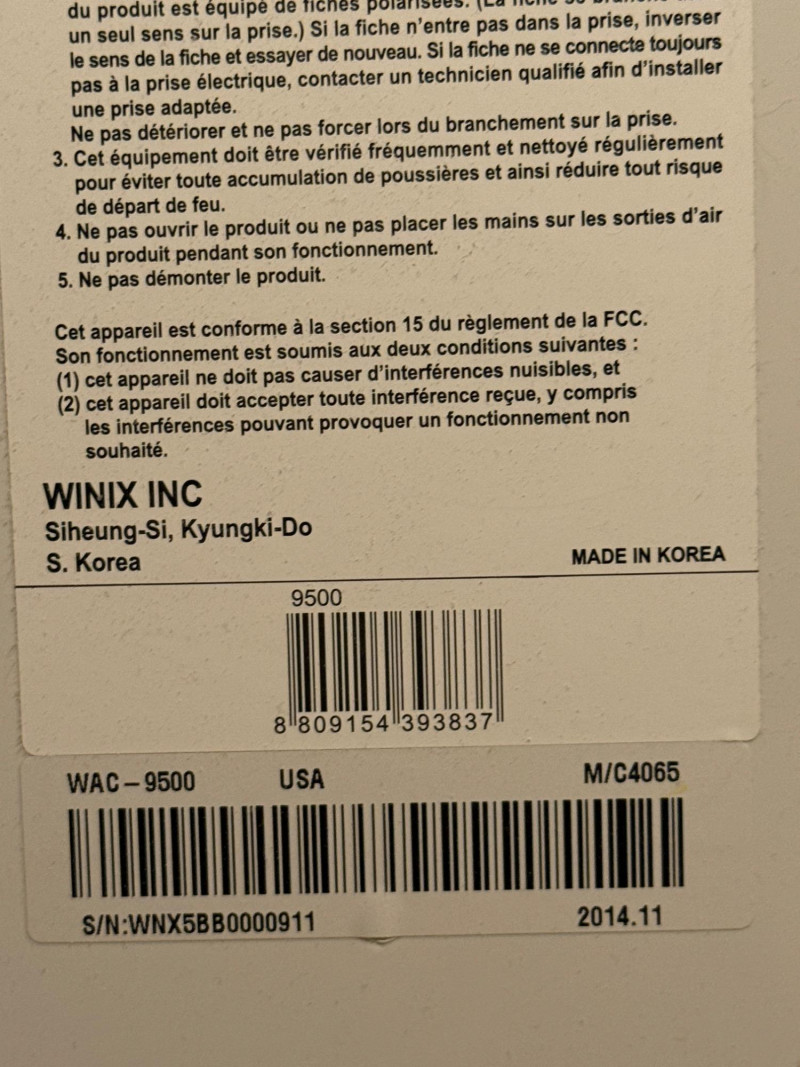 du produit est équipé de fiches polarisées. (La fiche se
un seul sens sur la prise.) Si la fiche n'entre pas dans la prise, inverser
le sens de la fiche et essayer de nouveau. Si la fiche ne se connecte toujours
pas à la prise électrique, contacter un technicien qualifié afin d'installer
une prise adaptée.
Ne pas détériorer et ne pas forcer lors du branchement sur la prise.
3. Cet équipement doit être vérifié fréquemment et nettoyé régulièrement
pour éviter toute accumulation de poussières et ainsi réduire tout risque
de départ de feu.
4. Ne pas ouvrir le produit ou ne pas placer les mains sur les sorties d'air
du produit pendant son fonctionnement.
5. Ne pas démonter le produit.
Cet appareil est conforme à la section 15 du règlement de la FCC.
Son fonctionnement est soumis aux deux conditions suivantes :
(1) cet appareil ne doit pas causer d'interférences nuisibles, et
(2) cet appareil doit accepter toute interférence reçue, y compris
les interférences pouvant provoquer un fonctionnement non
souhaité.
WINIX INC
Siheung-Si, Kyungki-Do
S. Korea
MADE IN KOREA
9500
8 809154 393837
WAC-9500 USA M/C4065
S/N:WNX5BB0000911 2014.11